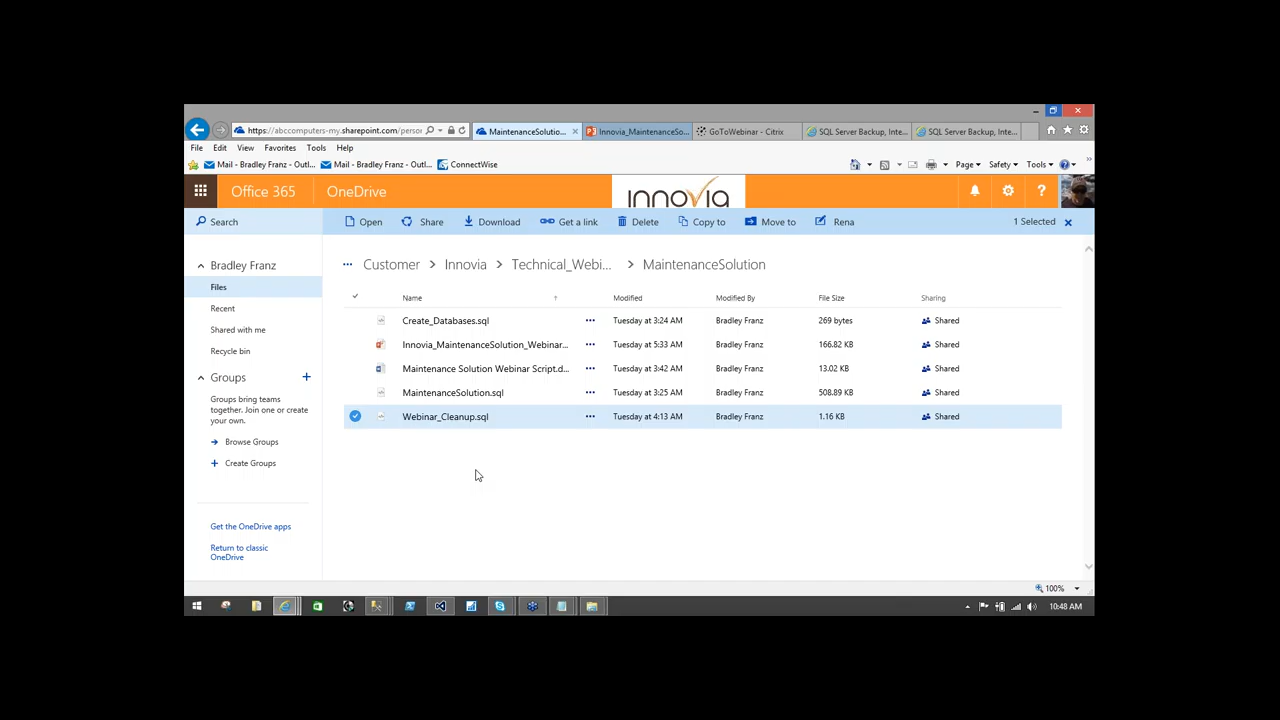 https://abccomputers-my.sharepoint.com/perso
MaintenanceSolutio...
Innovia_MaintenanceSo...
GoToWebinar - Citrix
SQL Server Backup, Inte...
SQL Server Backup, Inte...
File Edit View Favorites Tools Help
Mail - Bradley Franz - Outl...
Mail - Bradley Franz - Outl...
ConnectWise
Page
Safety
Tools
Office 365
OneDrive
innovia
?
Search
Open
Share
Download
Get a link
Delete
Copy to
Move to
Rena
1 Selected
Bradley Franz
Files
Recent
Shared with me
Recycle bin
Groups
Groups bring teams
together. Join one or create
your own.
Browse Groups
Create Groups
Get the OneDrive apps
Return to classic
OneDrive
... Customer > Innovia > Technical_Webi... > MaintenanceSolution
Name Modified Modified By File Size Sharing
Create_Databases.sql ... Tuesday at 3:24 AM Bradley Franz 269 bytes Shared
Innovia_MaintenanceSolution_Webinar... ... Tuesday at 5:33 AM Bradley Franz 166.82 KB Shared
Maintenance Solution Webinar Script.d... ... Tuesday at 3:42 AM Bradley Franz 13.02 KB Shared
MaintenanceSolution.sql ... Tuesday at 3:25 AM Bradley Franz 508.89 KB Shared
Webinar_Cleanup.sql ... Tuesday at 4:13 AM Bradley Franz 1.16 KB Shared
100%
10:48 AM